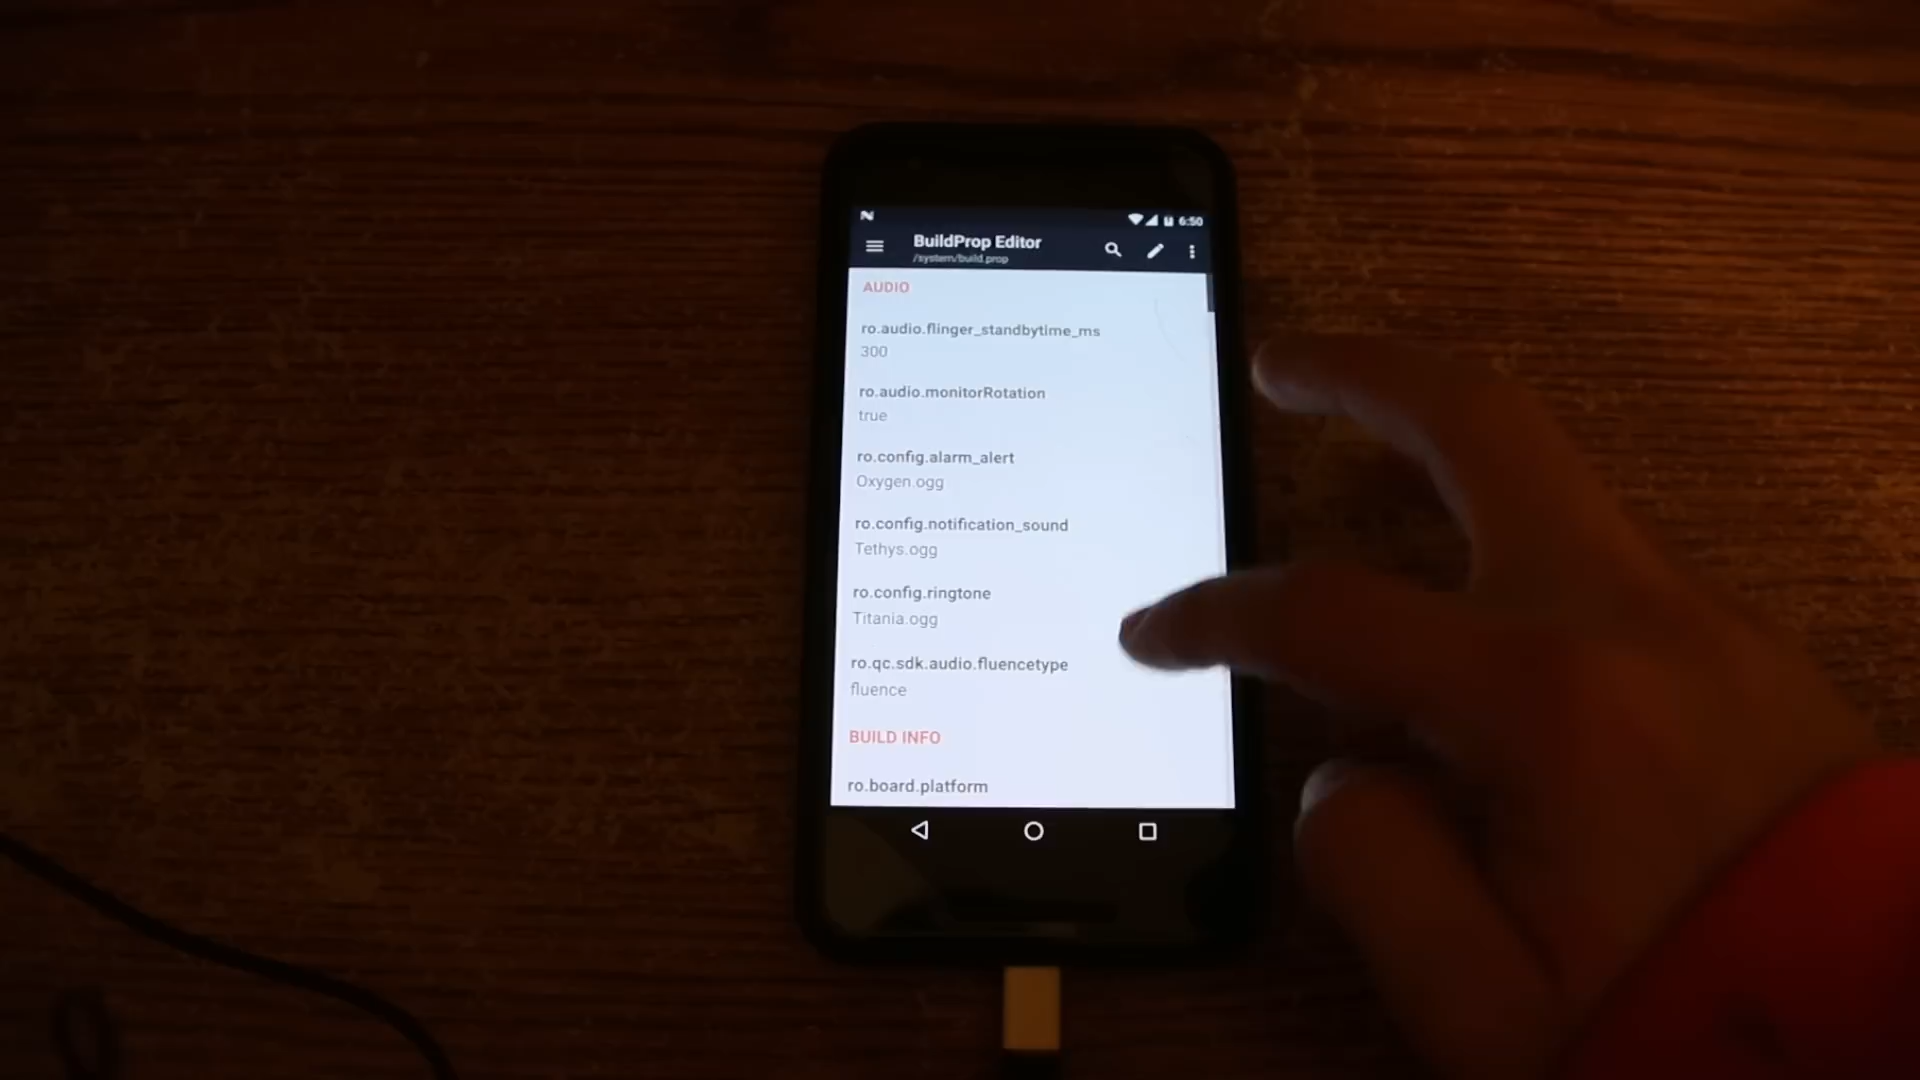 6:50
BuildProp Editor
/system/build.prop
AUDIO
ro.audio.flinger_standbytime_ms
300
ro.audio.monitorRotation
true
ro.config.alarm_alert
Oxygen.ogg
ro.config.notification_sound
Tethys.ogg
ro.config.ringtone
Titania.ogg
ro.qc.sdk.audio.fluencetype
fluence
BUILD INFO
ro.board.platform